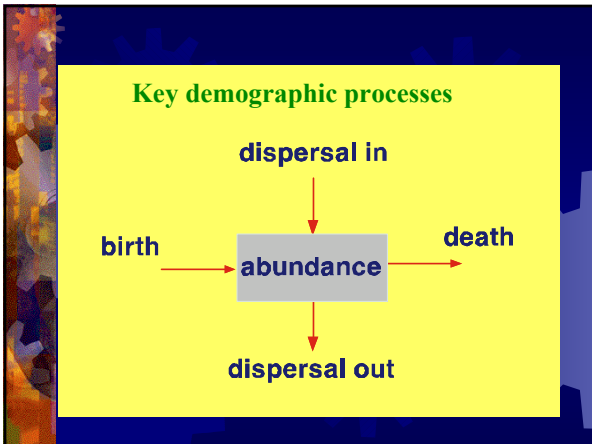 Key demographic processes
dispersal in
birth
abundance
death
dispersal out